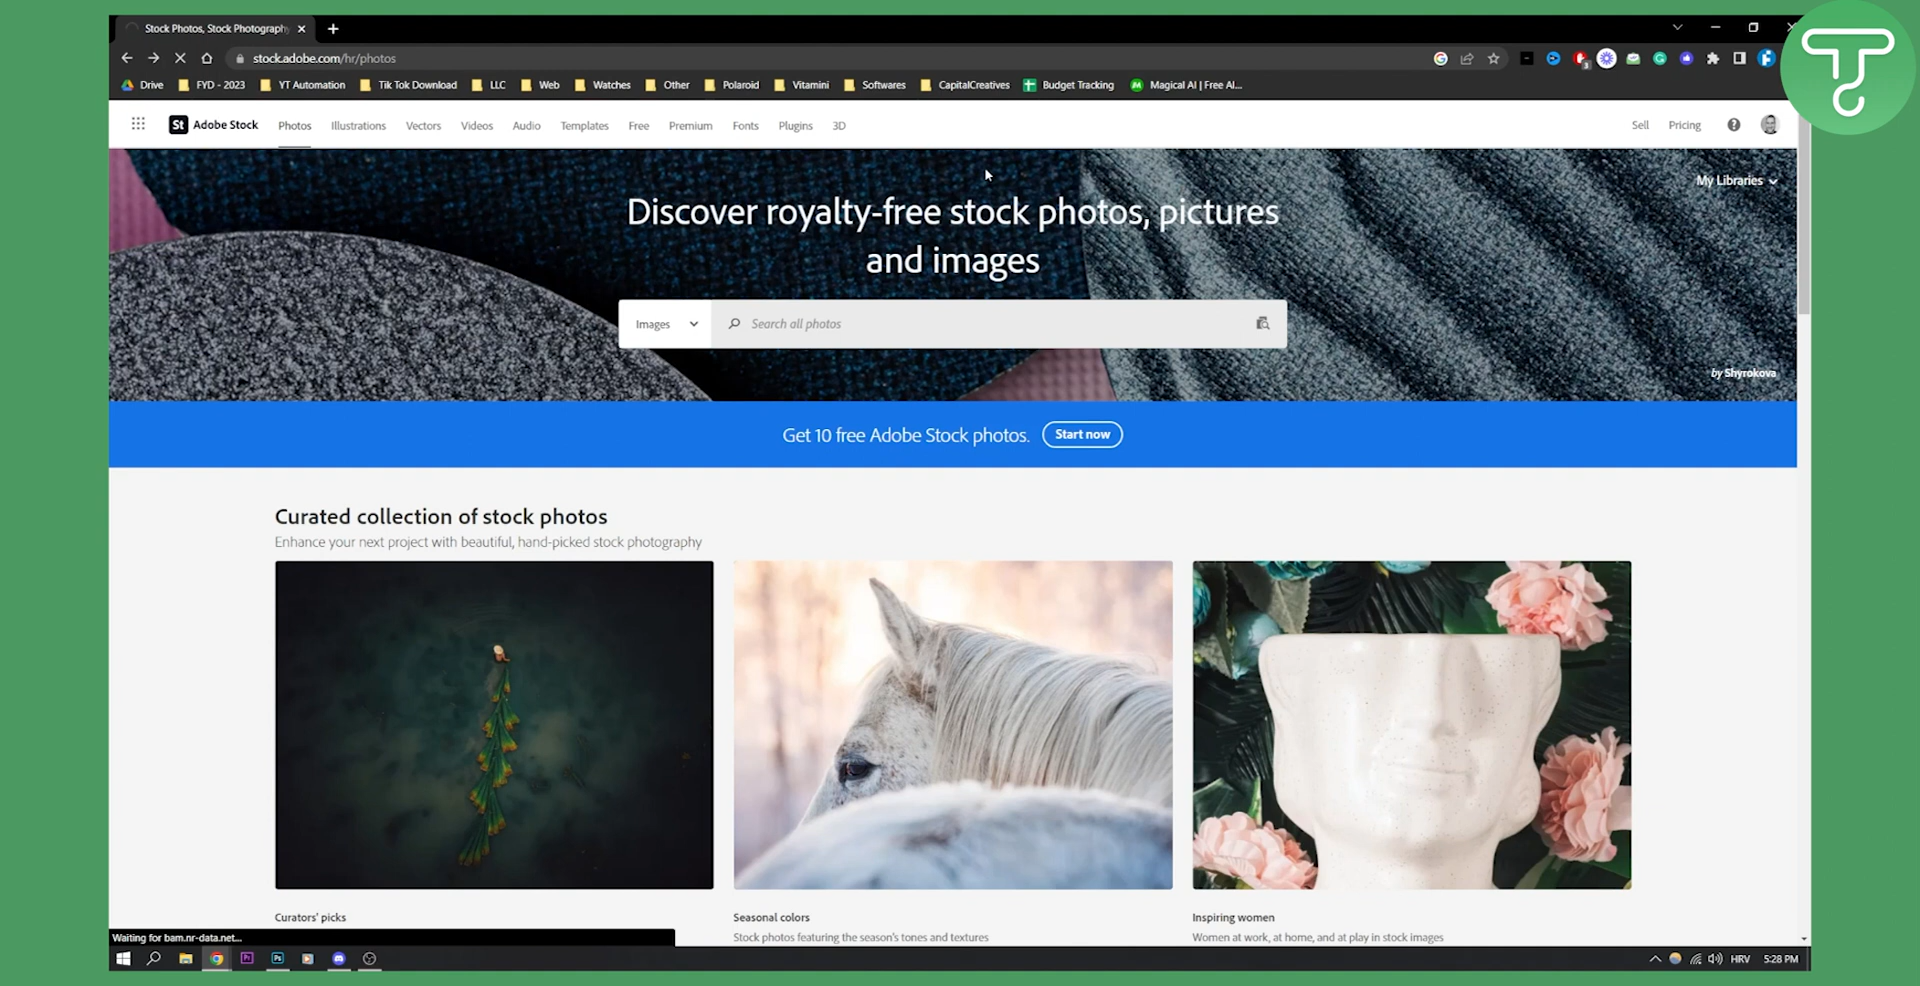 Stock Photos, Stock Photography
stock.adobe.com/hr/photos
Drive FYD - 2023 YT Automation Tik Tok Download LLC Web Watches Other Polaroid Vitamini Softwares CapitalCreatives Budget Tracking Magical AI | Free AI...
St Adobe Stock Photos Illustrations Vectors Videos Audio Templates Free Premium Fonts Plugins 3D Sell Pricing
My Libraries
Discover royalty-free stock photos, pictures
and images
Images Search all photos
by Shyrokova
Get 10 free Adobe Stock photos. Start now
Curated collection of stock photos
Enhance your next project with beautiful, hand-picked stock photography
Curators' picks
Seasonal colors
Stock photos featuring the season's tones and textures
Inspiring women
Women at work, at home, and at play in stock images
Waiting for bam.nr-data.net...
Pr Ps
HRV 5:28 PM